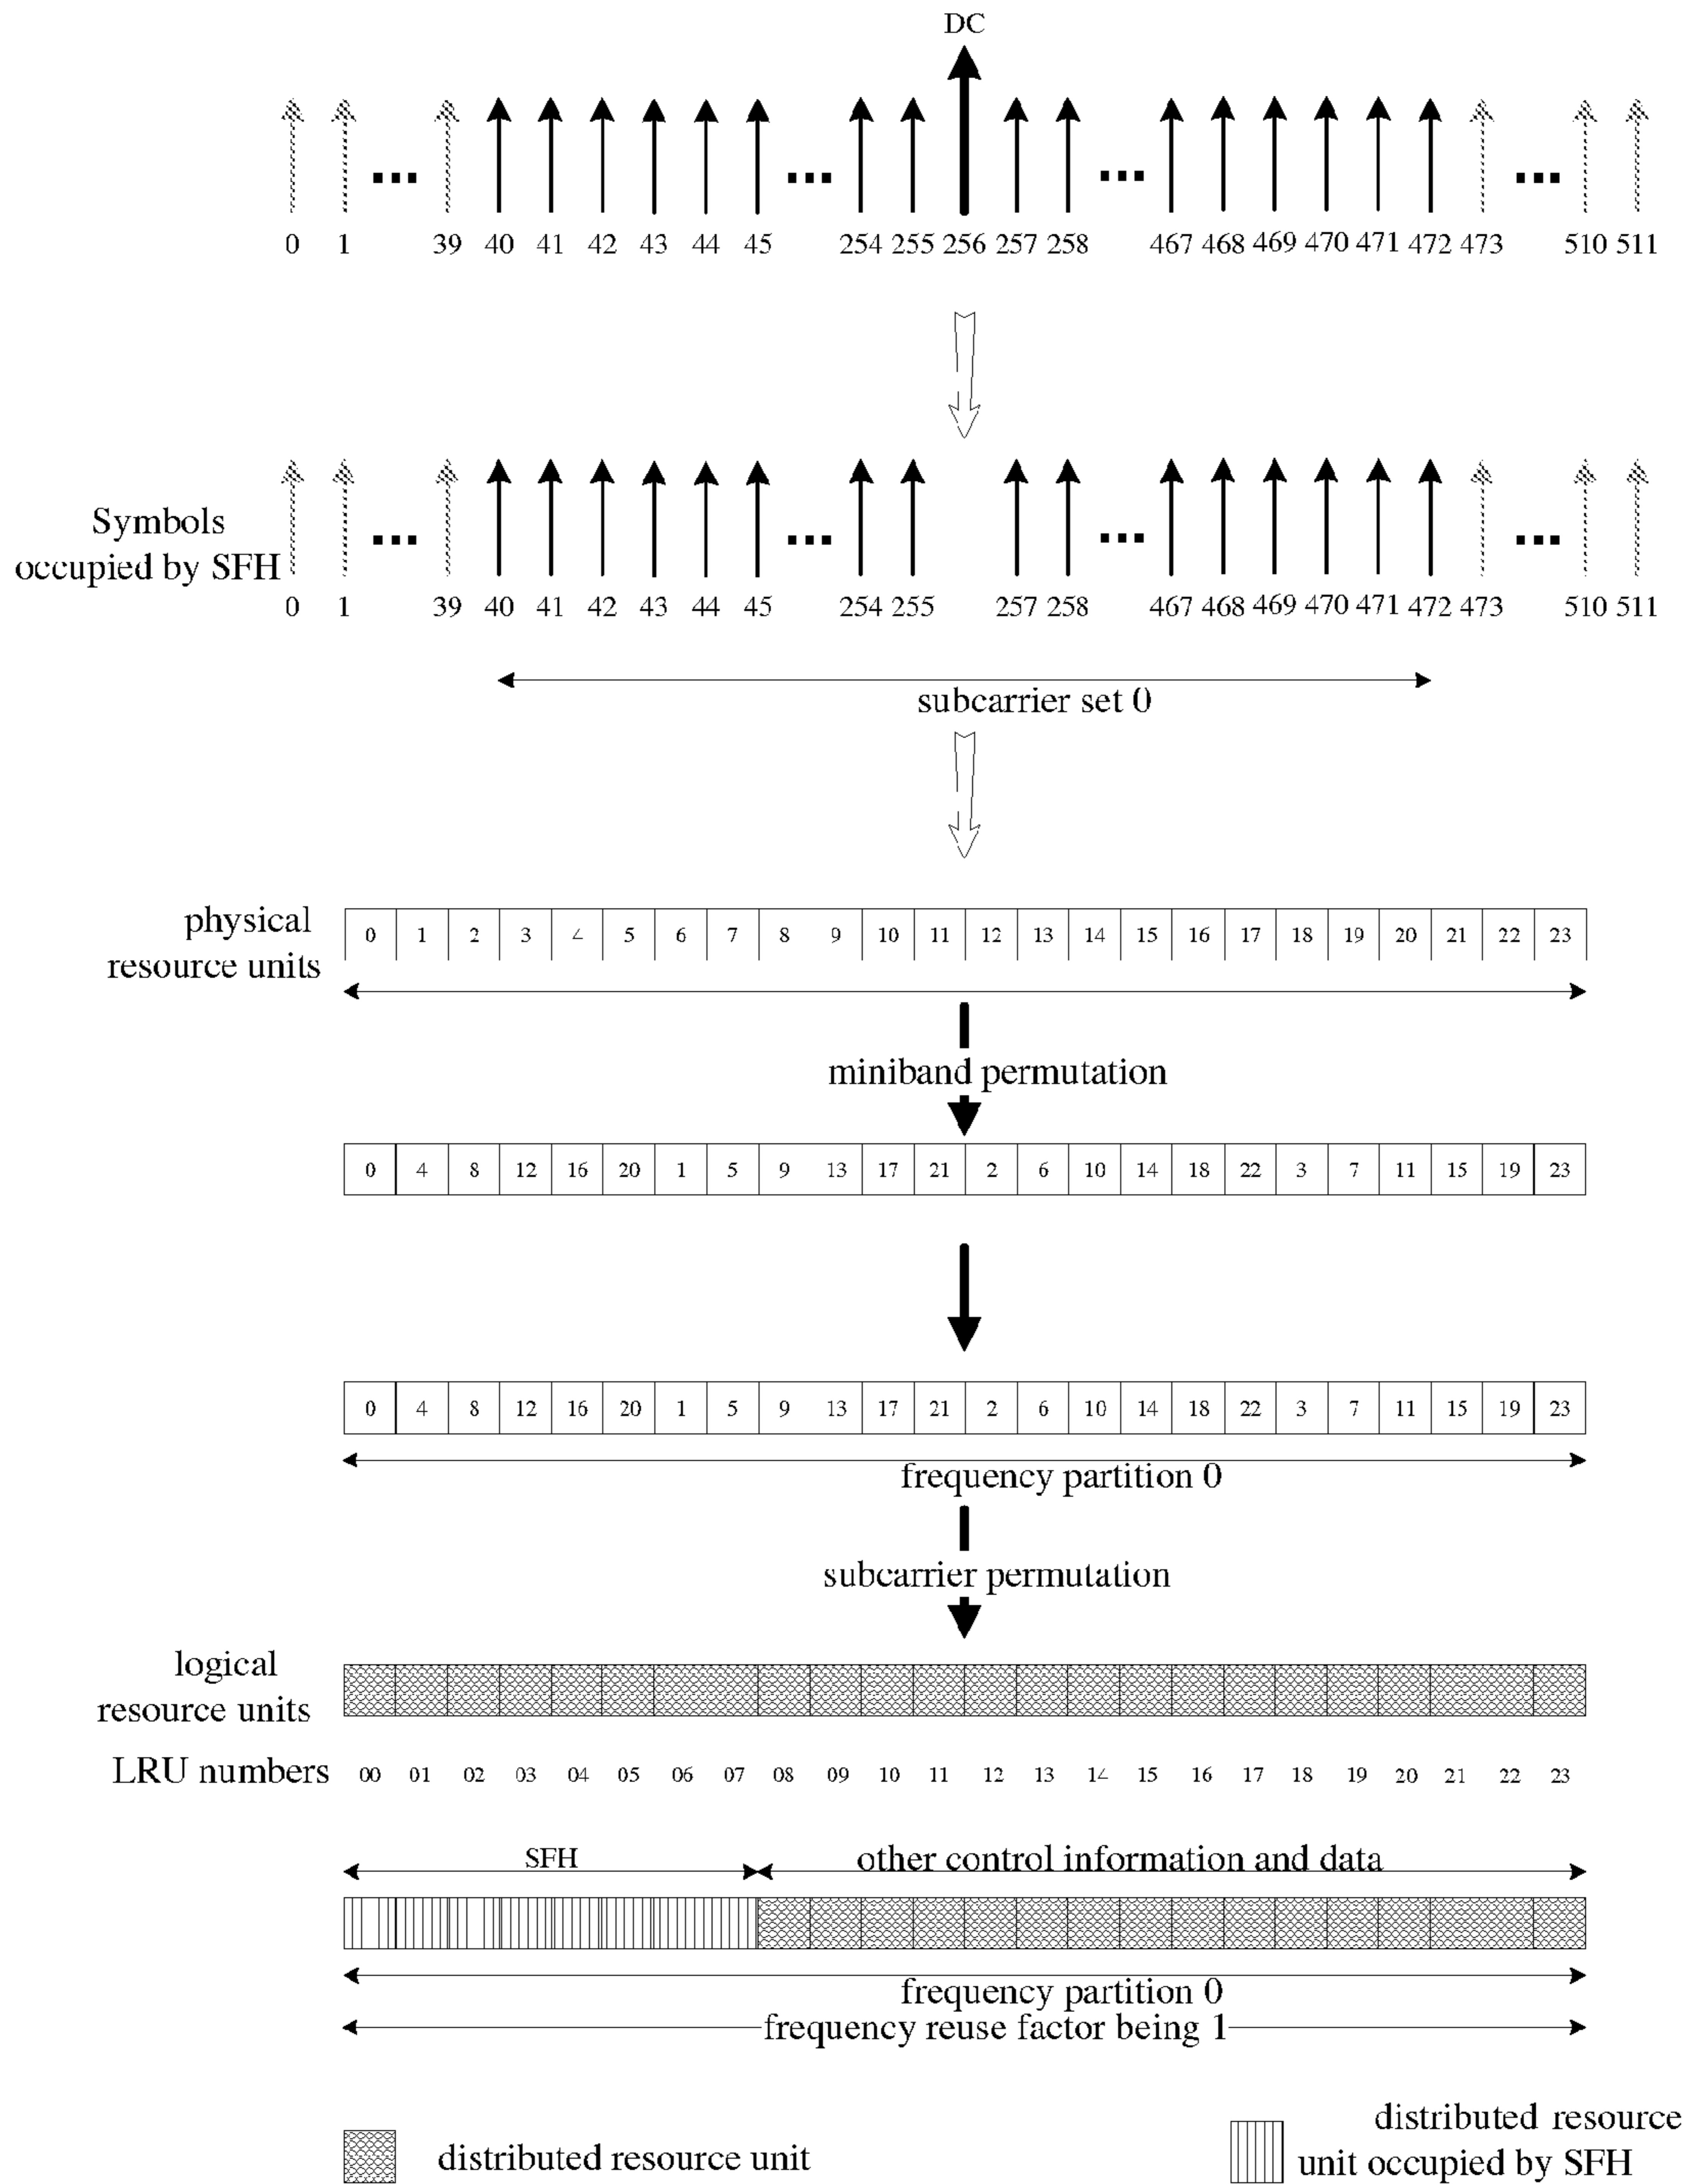 DC
0 1 ... 39 40 41 42 43 44 45 ... 254 255 256 257 258 ... 467 468 469 470 471 472 473 ... 510 511
Symbols
occupied by SFH
0 1 ... 39 40 41 42 43 44 45 ... 254 255 257 258 ... 467 468 469 470 471 472 473 ... 510 511
subcarrier set 0
physical
resource units
0 1 2 3 4 5 6 7 8 9 10 11 12 13 14 15 16 17 18 19 20 21 22 23
miniband permutation
0 4 8 12 16 20 1 5 9 13 17 21 2 6 10 14 18 22 3 7 11 15 19 23
0 4 8 12 16 20 1 5 9 13 17 21 2 6 10 14 18 22 3 7 11 15 19 23
frequency partition 0
subcarrier permutation
logical
resource units
LRU numbers 00 01 02 03 04 05 06 07 08 09 10 11 12 13 14 15 16 17 18 19 20 21 22 23
SFH other control information and data
frequency partition 0
frequency reuse factor being 1
distributed resource unit
distributed resource
unit occupied by SFH